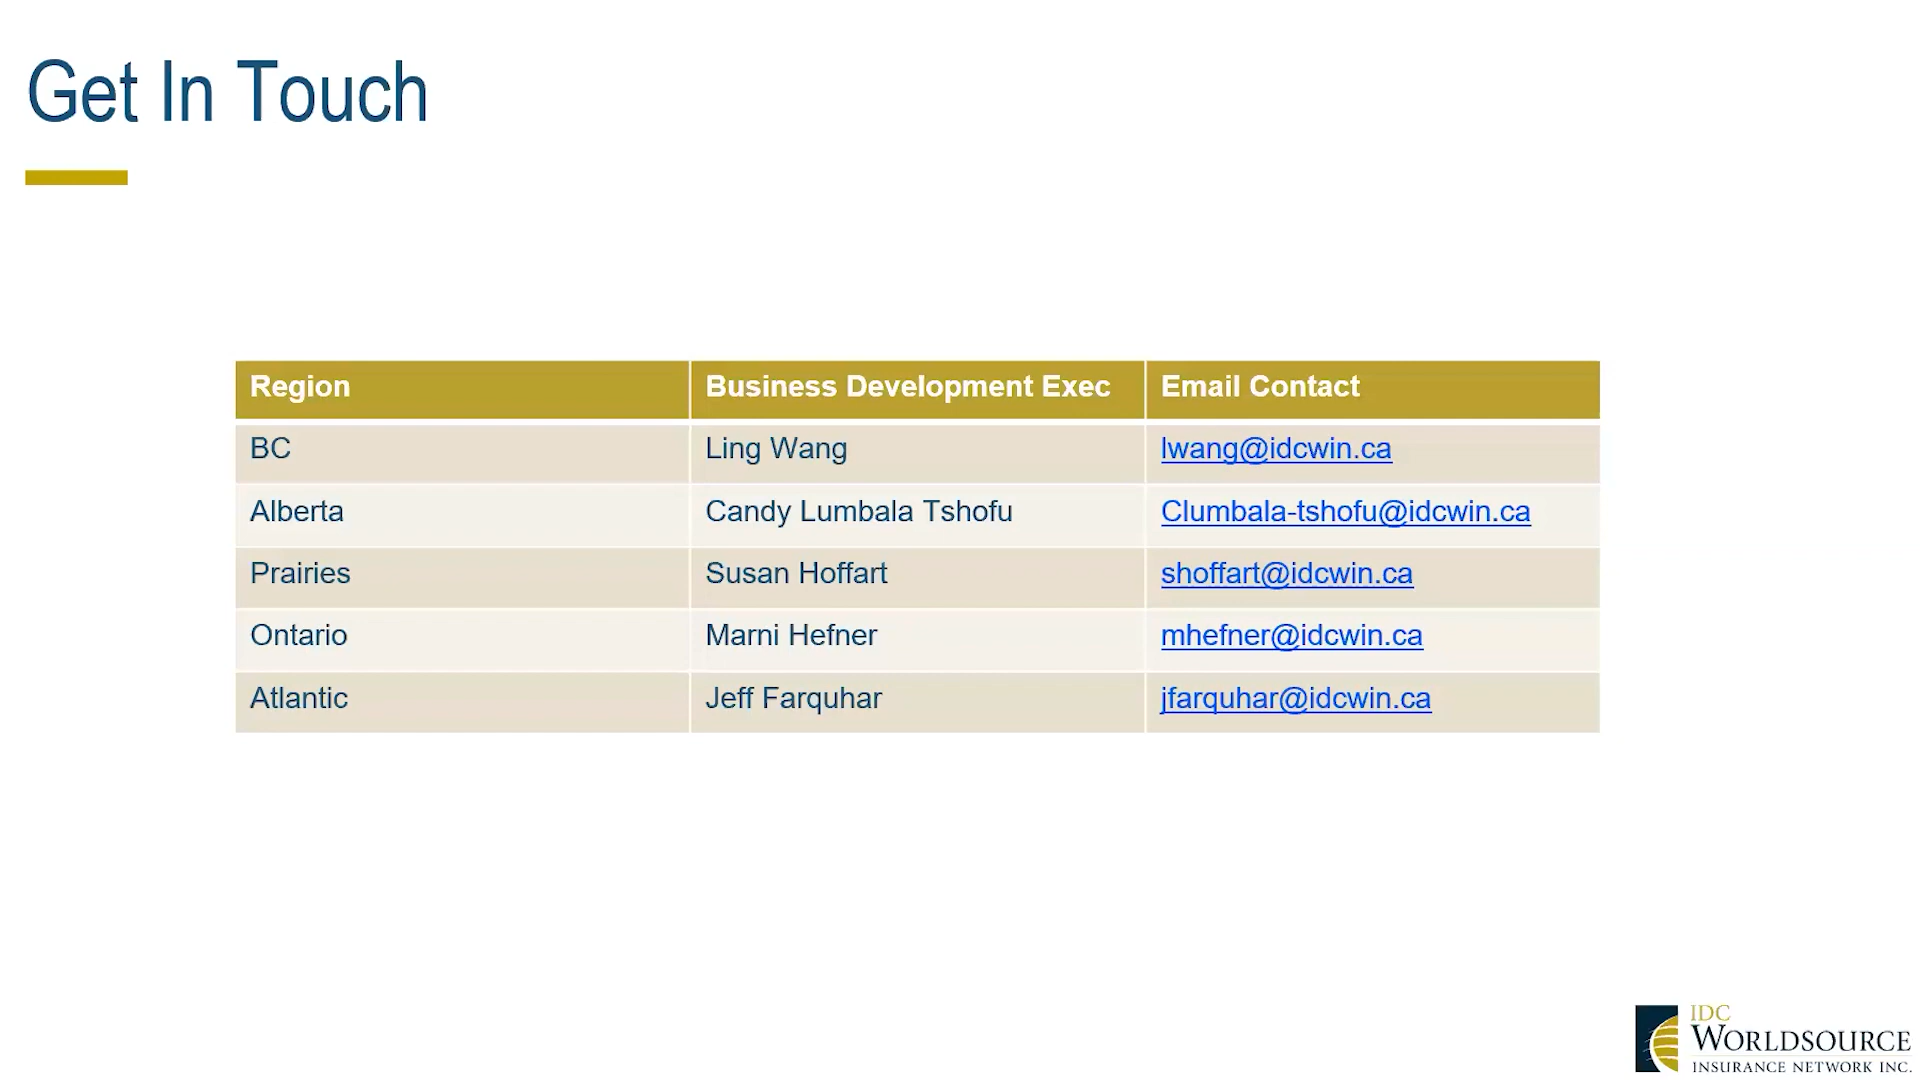 Get In Touch
Region Business Development Exec Email Contact
BC Ling Wang lwang@idcwin.ca
Alberta Candy Lumbala Tshofu Clumbala-tshofu@idcwin.ca
Prairies Susan Hoffart shoffart@idcwin.ca
Ontario Marni Hefner mhefner@idcwin.ca
Atlantic Jeff Farquhar jfarquhar@idcwin.ca
IDC
WORLDSOURCE
INSURANCE NETWORK INC.